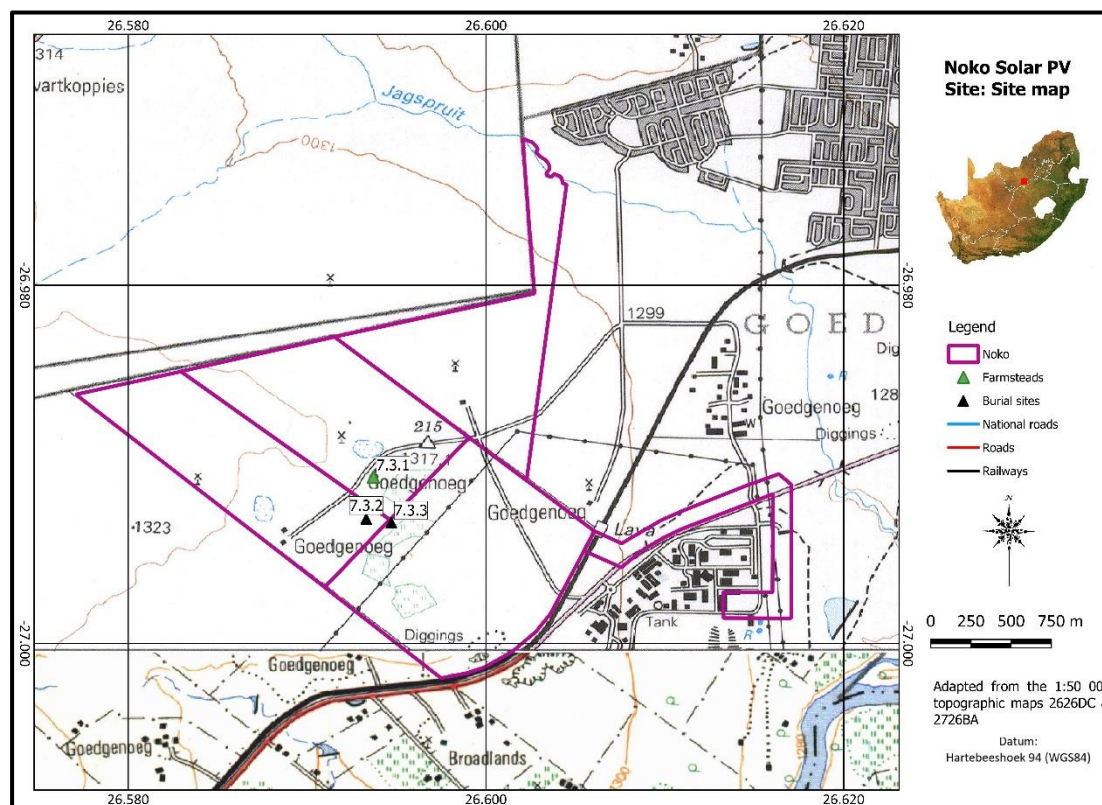 26.580
26.600
26.620
314
vartkoppies
Jagspruit
1300
-26.980
-26.980
1299
GOED
Dig
R
128
Goedgenoeg
W
Diggings
215
1317
7.3.1
Goedgenoeg
7.3.2
7.3.3
Goedgenoeg
Goedgenoeg
1323
Lava
Tank
R
Diggings
-27.000
-27.000
Goedgenoeg
Goedgenoeg
Broadlands
1300
1280
26.580
26.600
26.620
Noko Solar PV
Site: Site map
Legend
Noko
Farmsteads
Burial sites
National roads
Roads
Railways
N
0 250 500 750 m
Adapted from the 1:50 00
topographic maps 2626DC
2726BA
Datum:
Hartebeeshoek 94 (WGS84)